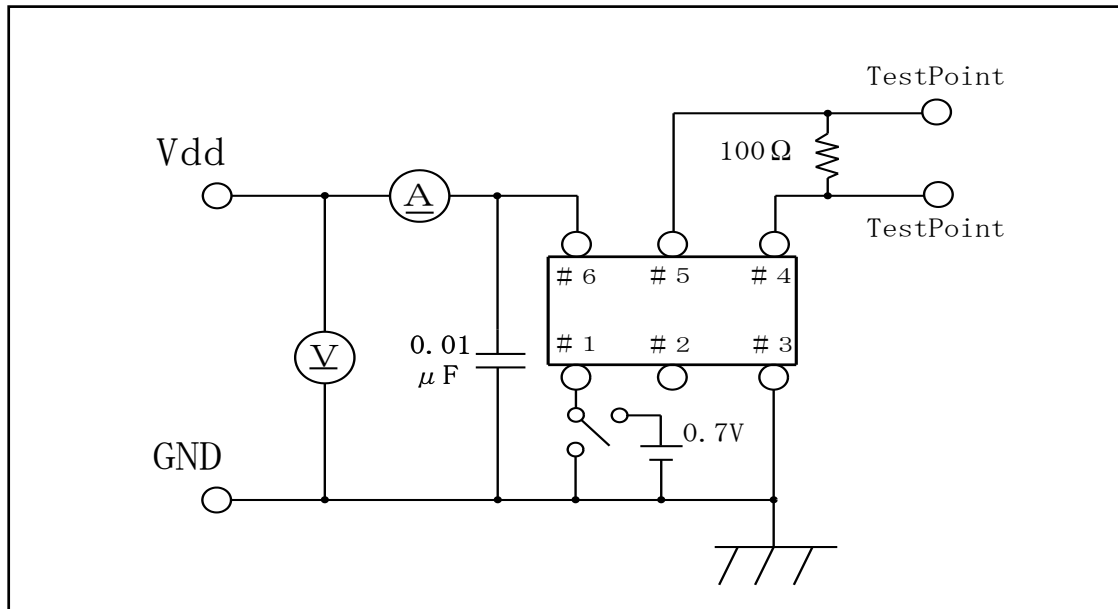 TestPoint
100Ω
Vdd
A
TestPoint
#6 #5 #4
#1 #2 #3
0.01
μF
V
0.7V
GND